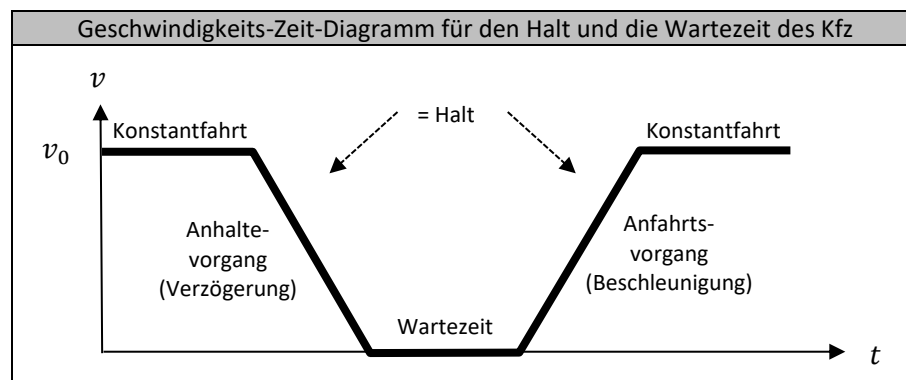 Geschwindigkeits-Zeit-Diagramm für den Halt und die Wartezeit des Kfz
v
= Halt
Konstantfahrt
Konstantfahrt
v₀
Anhalte-
vorgang
(Verzögerung)
Anfahrts-
vorgang
(Beschleunigung)
Wartezeit
t